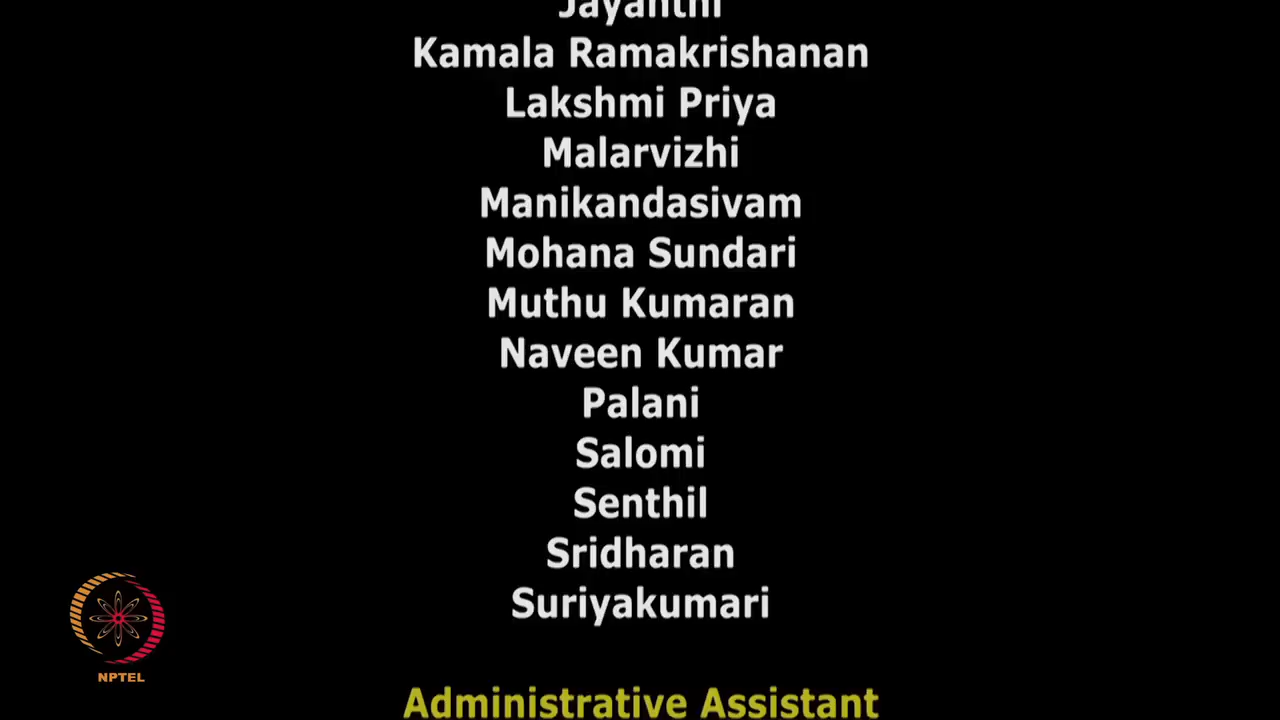 Jayanthi
Kamala Ramakrishanan
Lakshmi Priya
Malarvizhi
Manikandasivam
Mohana Sundari
Muthu Kumaran
Naveen Kumar
Palani
Salomi
Senthil
Sridharan
Suriyakumari
NPTEL
Administrative Assistant